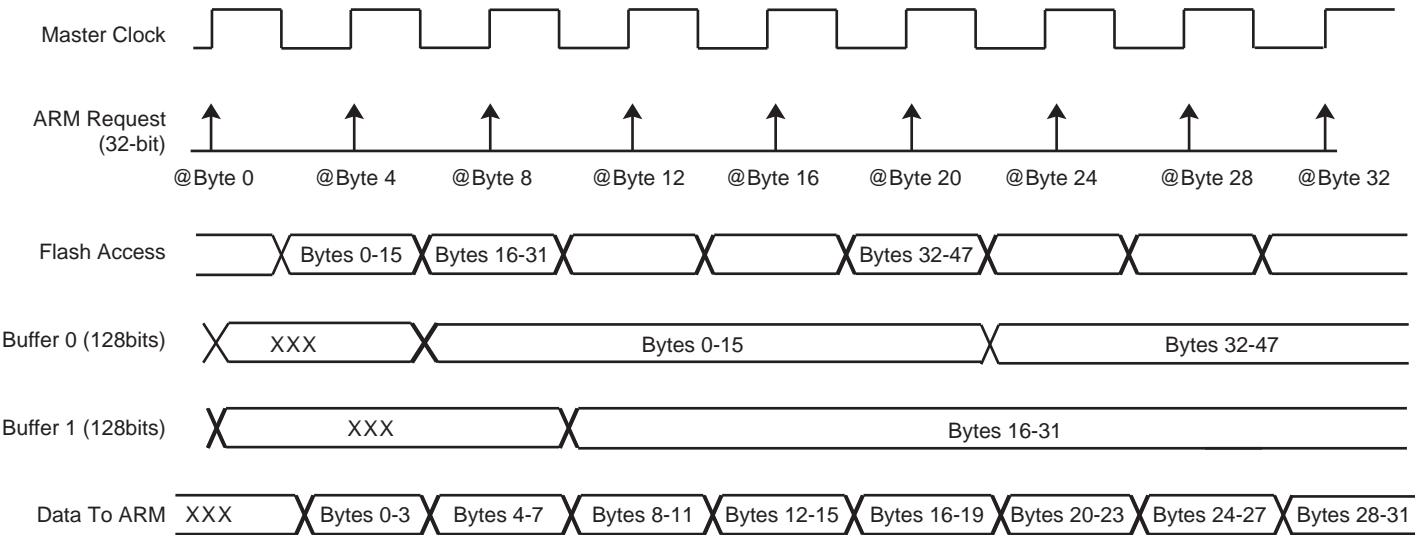 Master Clock
ARM Request
(32-bit)
@Byte 0 @Byte 4 @Byte 8 @Byte 12 @Byte 16 @Byte 20 @Byte 24 @Byte 28 @Byte 32
Flash Access Bytes 0-15 Bytes 16-31 Bytes 32-47
Buffer 0 (128bits) XXX Bytes 0-15 Bytes 32-47
Buffer 1 (128bits) XXX Bytes 16-31
Data To ARM XXX Bytes 0-3 Bytes 4-7 Bytes 8-11 Bytes 12-15 Bytes 16-19 Bytes 20-23 Bytes 24-27 Bytes 28-31